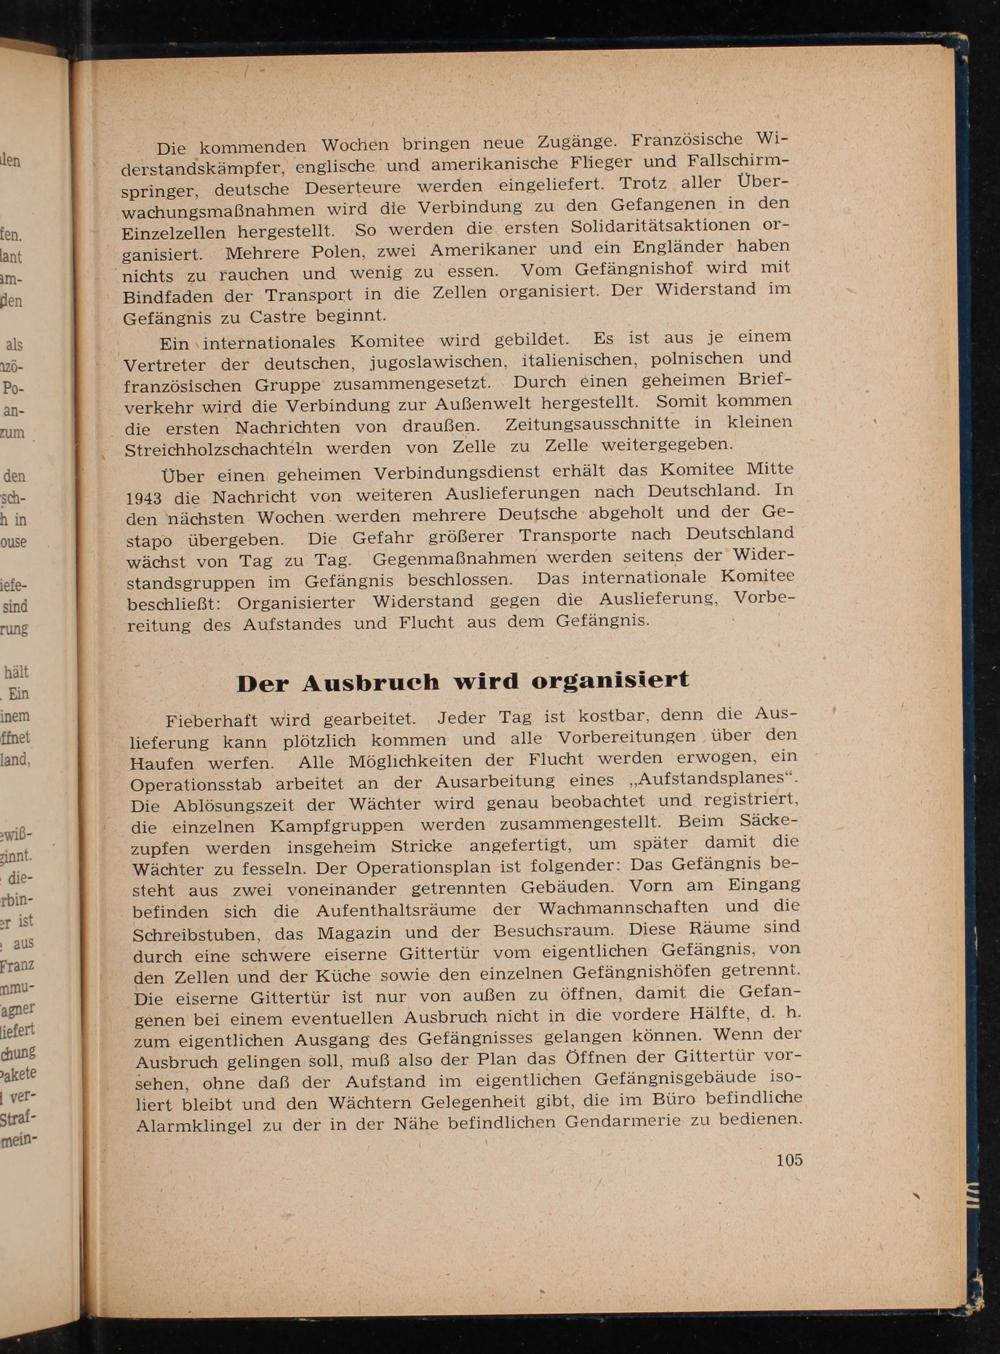 Die kommenden Wochen bringen neue Zugänge. Französische Wi-
derstandskämpfer, englische und amerikanische Flieger und Fallschirm-
springer, deutsche Deserteure werden eingeliefert. Trotz aller Über-
wachungsmaßnahmen wird die Verbindung zu den Gefangenen in den
Einzelzellen hergestellt. So werden die ersten Solidaritätsaktionen or-
ganisiert. Mehrere Polen, zwei Amerikaner und ein Engländer haben
nichts zu rauchen und wenig zu essen. Vom Gefängnishof wird mit
Bindfaden der Transport in die Zellen organisiert. Der Widerstand im
Gefängnis zu Castre beginnt.
Ein internationales Komitee wird gebildet. Es ist aus je einem
Vertreter der deutschen, jugoslawischen, italienischen, polnischen und
französischen Gruppe zusammengesetzt. Durch einen geheimen Brief-
verkehr wird die Verbindung zur Außenwelt hergestellt. Somit kommen
die ersten Nachrichten von draußen. Zeitungsausschnitte in kleinen
Streichholzschachteln werden von Zelle zu Zelle weitergegeben.
Über einen geheimen Verbindungsdienst erhält das Komitee Mitte
1943 die Nachricht von weiteren Auslieferungen nach Deutschland. In
den nächsten Wochen werden mehrere Deutsche abgeholt und der Ge-
stapo übergeben. Die Gefahr größerer Transporte nach Deutschland
wächst von Tag zu Tag. Gegenmaßnahmen werden seitens der Wider-
standsgruppen im Gefängnis beschlossen. Das internationale Komitee
beschließt: Organisierter Widerstand gegen die Auslieferung, Vorbe-
reitung des Aufstandes und Flucht aus dem Gefängnis.
Der Ausbruch wird organisiert
Fieberhaft wird gearbeitet. Jeder Tag ist kostbar, denn die Aus-
lieferung kann plötzlich kommen und alle Vorbereitungen über den
Haufen werfen. Alle Möglichkeiten der Flucht werden erwogen, ein
Operationsstab arbeitet an der Ausarbeitung eines „Aufstandsplanes“.
Die Ablösungszeit der Wächter wird genau beobachtet und registriert,
die einzelnen Kampfgruppen werden zusammengestellt. Beim Säcke-
zupfen werden insgeheim Stricke angefertigt, um später damit die
Wächter zu fesseln. Der Operationsplan ist folgender: Das Gefängnis be-
steht aus zwei voneinander getrennten Gebäuden. Vorn am Eingang
befinden sich die Aufenthaltsräume der Wachmannschaften und die
Schreibstuben, das Magazin und der Besuchsraum. Diese Räume sind
durch eine schwere eiserne Gittertür vom eigentlichen Gefängnis, von
den Zellen und der Küche sowie den einzelnen Gefängnishöfen getrennt.
Die eiserne Gittertür ist nur von außen zu öffnen, damit die Gefan-
genen bei einem eventuellen Ausbruch nicht in die vordere Hälfte, d. h.
zum eigentlichen Ausgang des Gefängnisses gelangen können. Wenn der
Ausbruch gelingen soll, muß also der Plan das Öffnen der Gittertür vor-
sehen, ohne daß der Aufstand im eigentlichen Gefängnisgebäude iso-
liert bleibt und den Wächtern Gelegenheit gibt, die im Büro befindliche
Alarmklingel zu der in der Nähe befindlichen Gendarmerie zu bedienen.
105